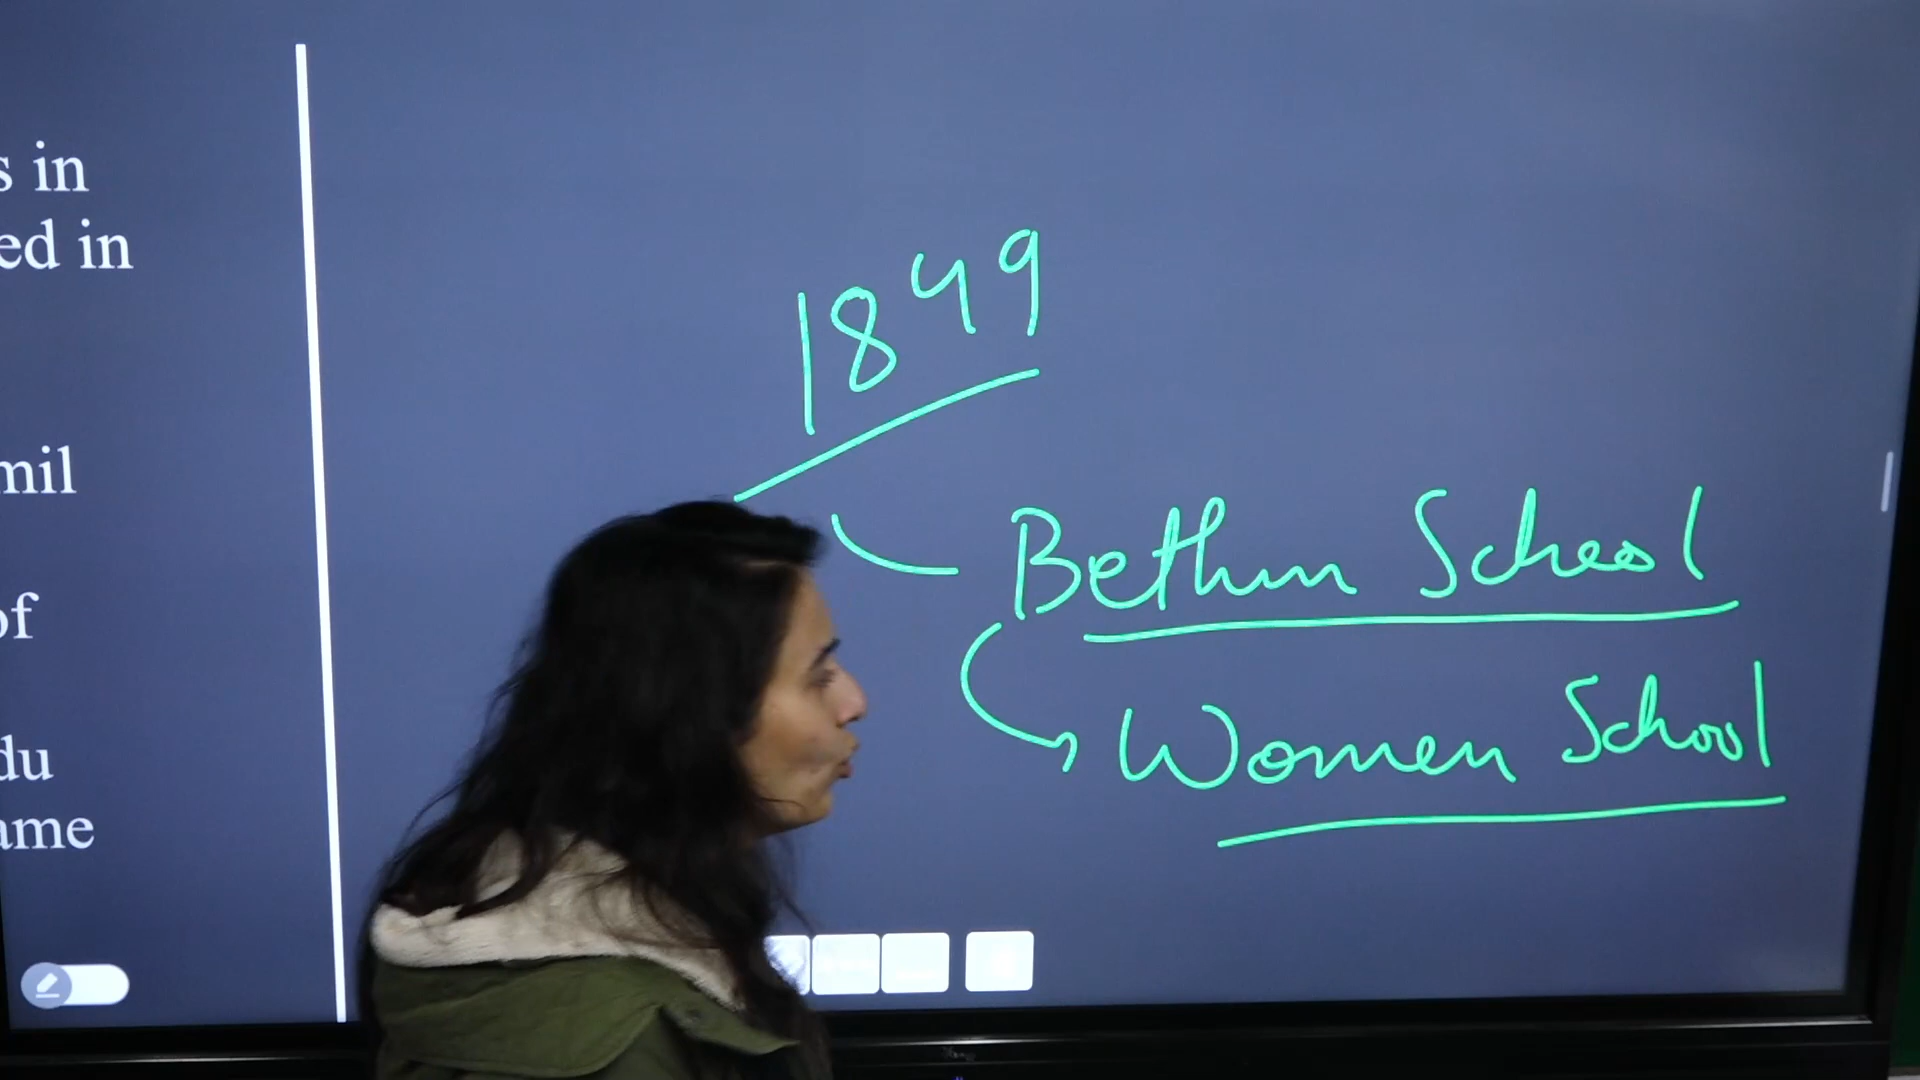 s in
ed in
mil
of
du
ame
1849
Bethun School
Women School